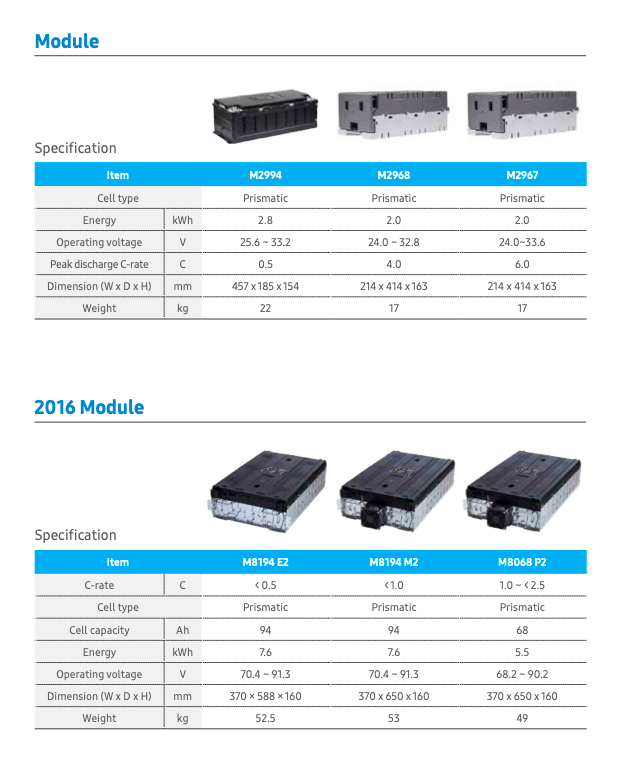 Module
Specification
Item M2994 M2968 M2967
Cell type Prismatic Prismatic Prismatic
Energy kWh 2.8 2.0 2.0
Operating voltage V 25.6 ~ 33.2 24.0 ~ 32.8 24.0~33.6
Peak discharge C-rate C 0.5 4.0 6.0
Dimension (W x D x H) mm 457 x 185 x 154 214 x 414 x 163 214 x 414 x 163
Weight kg 22 17 17
2016 Module
Specification
Item M8194 E2 M8194 M2 M8068 P2
C-rate C < 0.5 < 1.0 1.0 ~ < 2.5
Cell type Prismatic Prismatic Prismatic
Cell capacity Ah 94 94 68
Energy kWh 7.6 7.6 5.5
Operating voltage V 70.4 ~ 91.3 70.4 ~ 91.3 68.2 ~ 90.2
Dimension (W x D x H) mm 370 × 588 × 160 370 x 650 x 160 370 x 650 x 160
Weight kg 52.5 53 49